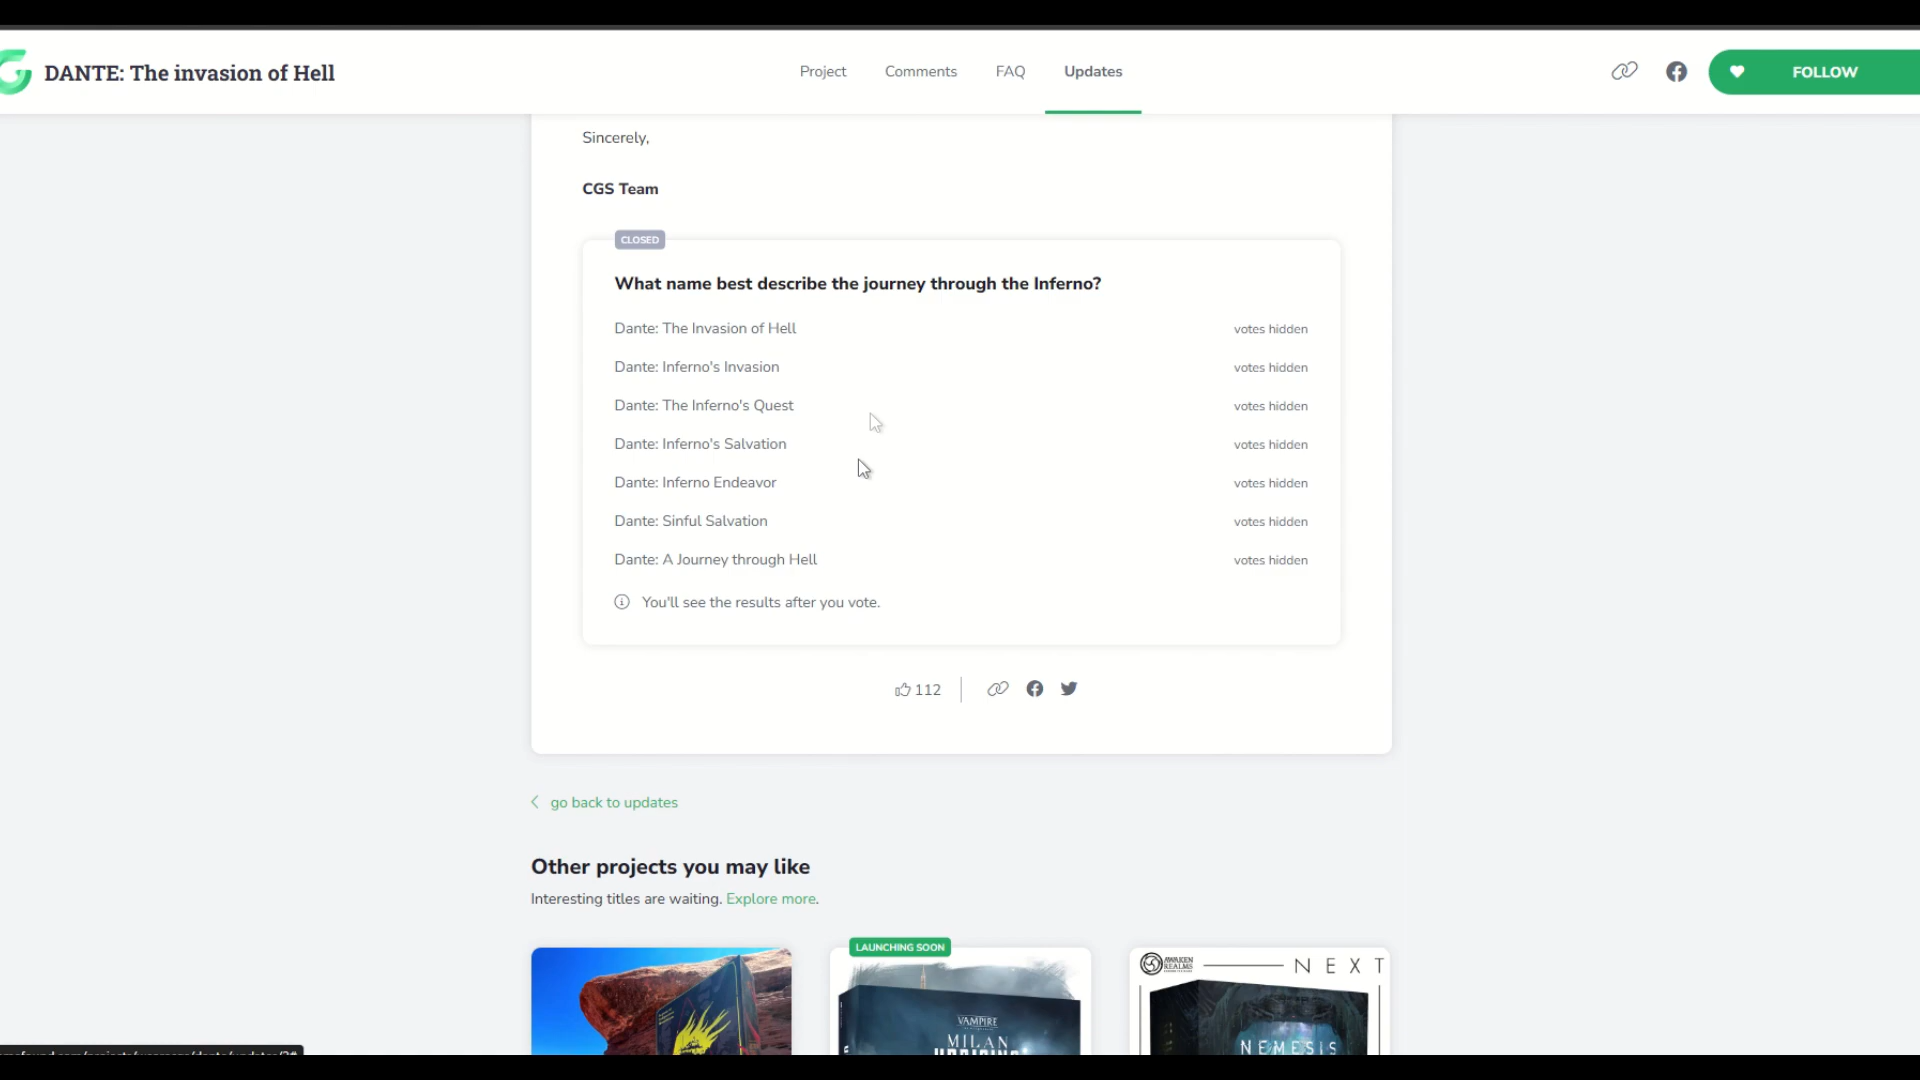 DANTE: The invasion of Hell
Project
Comments
FAQ
Updates
FOLLOW
Sincerely,
CGS Team
CLOSED
What name best describe the journey through the Inferno?
Dante: The Invasion of Hell votes hidden
Dante: Inferno's Invasion votes hidden
Dante: The Inferno's Quest votes hidden
Dante: Inferno's Salvation votes hidden
Dante: Inferno Endeavor votes hidden
Dante: Sinful Salvation votes hidden
Dante: A Journey through Hell votes hidden
You'll see the results after you vote.
112
go back to updates
Other projects you may like
Interesting titles are waiting. Explore more.
LAUNCHING SOON
VAMPIRE
MILAN
UPRISING
AWAKEN
REALMS
NEXT
NEMESIS